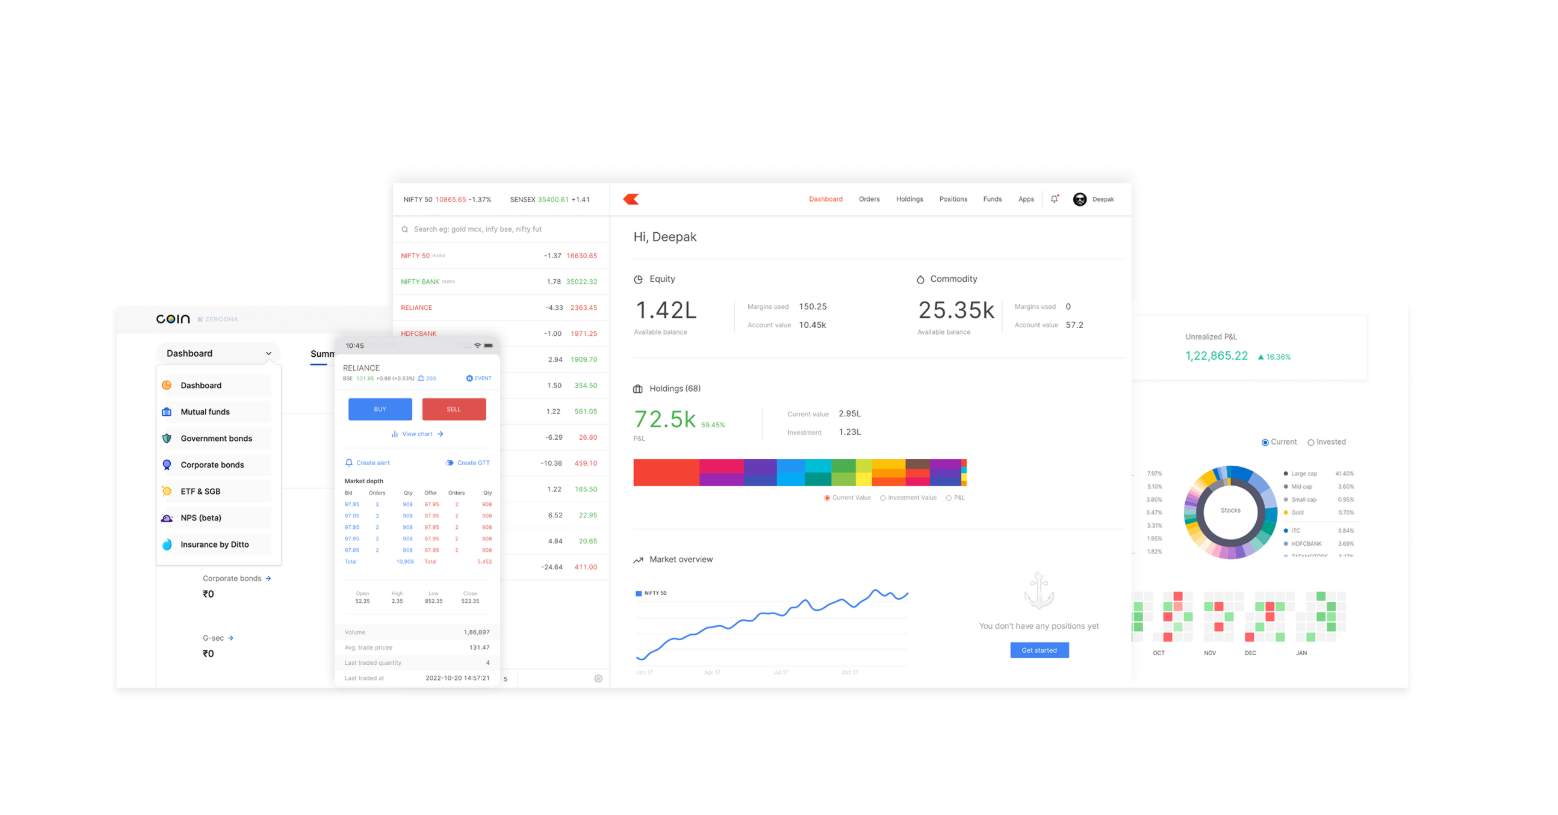 NIFTY 50 10865.65 -1.37% SENSEX 35400.61 +1.41
Dashboard Orders Holdings Positions Funds Apps Deepak
Search eg: gold mcx, infy bse, nifty fut
NIFTY 50 INDEX -1.37 16630.65
NIFTY BANK INDEX 1.78 35022.32
RELIANCE -4.33 2363.45
HDFCBANK -1.00 1971.25
2.94 1909.70
1.50 354.50
1.22 561.05
-6.29 26.80
-10.36 459.10
1.22 165.50
6.52 22.95
4.84 20.65
-24.64 411.00
5
Hi, Deepak
Equity
1.42L
Available balance
Margins used 150.25
Account value 10.45k
Commodity
25.35k
Available balance
Margins used 0
Account value 57.2
Holdings (68)
72.5k 59.45%
P&L
Current value 2.95L
Investment 1.23L
Current Value Investment Value P&L
Market overview
NIFTY 50
Jan 17 Apr 17 Jul 17 Oct 17
You don't have any positions yet
Get started
COIN ZERODHA
Dashboard
Summ
Dashboard
Mutual funds
Government bonds
Corporate bonds
ETF & SGB
NPS (beta)
Insurance by Ditto
Corporate bonds →
₹0
G-sec →
₹0
10:45
RELIANCE
BSE 131.95 +0.69 (+0.53%) 203 EVENT
BUY SELL
View chart →
Create alert Create GTT
Market depth
Bid Orders Qty Offer Orders Qty
97.95 2 908 97.95 2 908
97.95 2 908 97.95 2 908
97.95 2 908 97.95 2 908
97.95 2 908 97.95 2 908
97.95 2 908 97.95 2 908
Total 10,906 Total 5,452
Open High Low Close
52.35 2.35 852.35 522.35
Volume 1,86,897
Avg. trade pricee 131.47
Last traded quantity 4
Last traded at 2022-10-20 14:57:21
Unrealized P&L
1,22,865.22 ▲ 16.36%
Current Invested
7.97%
5.10%
3.80%
3.47%
3.31%
1.95%
1.82%
Stocks
Large cap 41.40%
Mid cap 3.60%
Small cap 0.95%
Gold 0.70%
ITC 3.84%
HDFCBANK 3.69%
OCT NOV DEC JAN